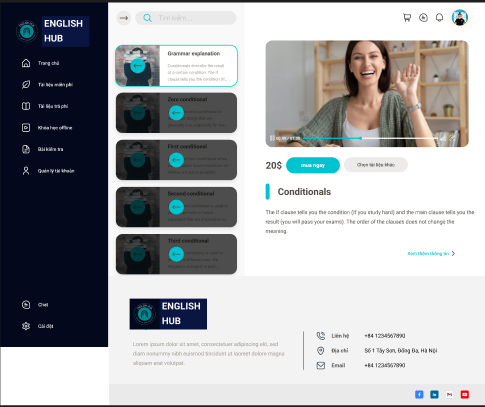 ENGLISH
HUB
Trang chủ
Tài liệu miễn phí
Tài liệu trả phí
Khóa học offline
Bài kiểm tra
Quản lý tài khoản
Chat
Cài đặt
Tìm kiếm..
Grammar explanation
Conditionals describe the result
of a certain condition. The if
clause tells you the condition (if...
Zero conditional
First conditional
Second conditional
Third conditional
20$
mua ngay
Chọn tài liệu khác
Conditionals
The if clause tells you the condition (if you study hard) and the main clause tells you the
result (you will pass your exams). The order of the clauses does not change the
meaning.
Xem thêm thông tin
ENGLISH
HUB
Lorem ipsum dolor sit amet, consectetuer adipiscing elit, sed
diam nonummy nibh euismod tincidunt ut laoreet dolore magna
aliquam erat volutpat.
Liên hệ +84 1234567890
Địa chỉ Số 1 Tây Sơn, Đống Đa, Hà Nội
Email +84 1234567890